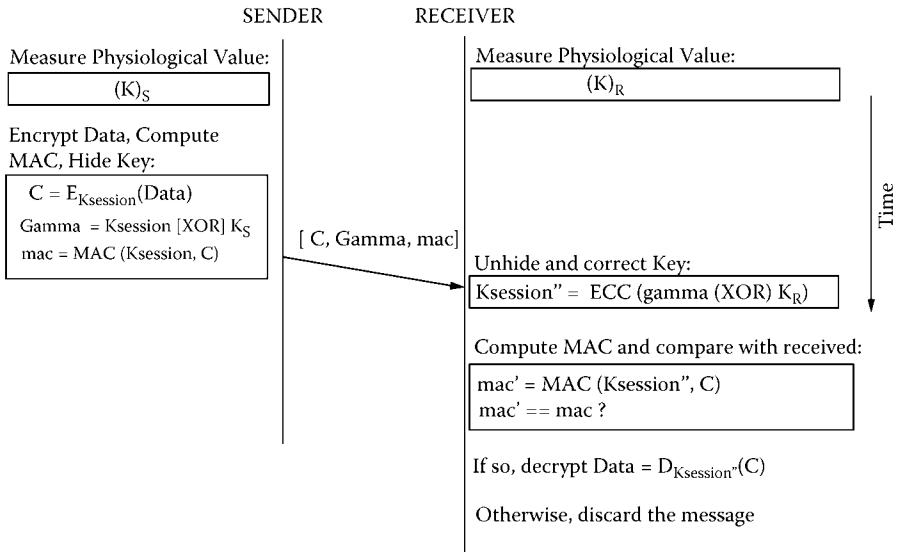 SENDER
RECEIVER
Measure Physiological Value:
(K)S
Encrypt Data, Compute
MAC, Hide Key:
C = EKsession(Data)
Gamma = Ksession [XOR] KS
mac = MAC (Ksession, C)
[ C, Gamma, mac]
Measure Physiological Value:
(K)R
Time
Unhide and correct Key:
Ksession” = ECC (gamma (XOR) KR)
Compute MAC and compare with received:
mac’ = MAC (Ksession”, C)
mac’ == mac ?
If so, decrypt Data = DKsession”(C)
Otherwise, discard the message